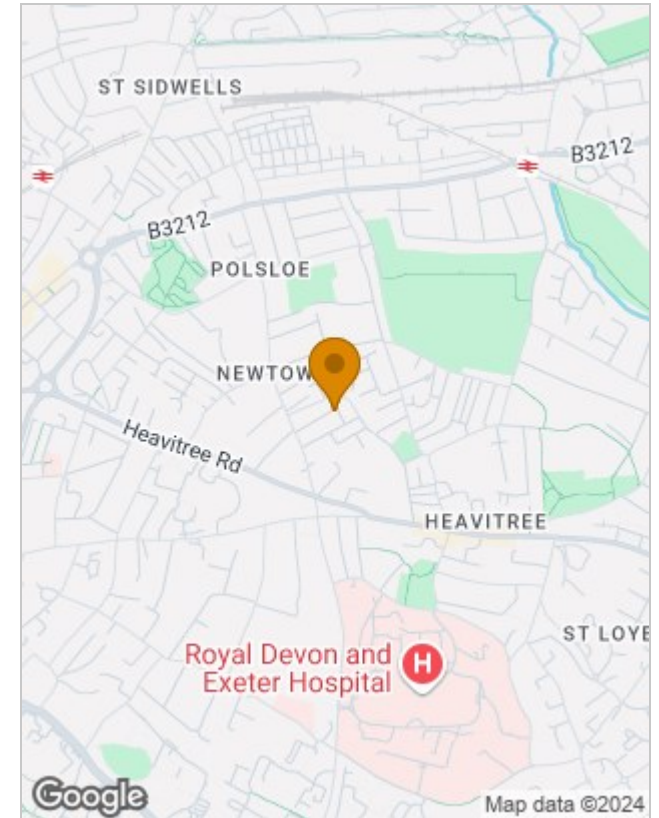 ST SIDWELLS
B3212
B3212
POLSLOE
NEWTOW
Heavitree Rd
HEAVITREE
ST LOYE
Royal Devon and
Exeter Hospital
H
Google
Map data ©2024